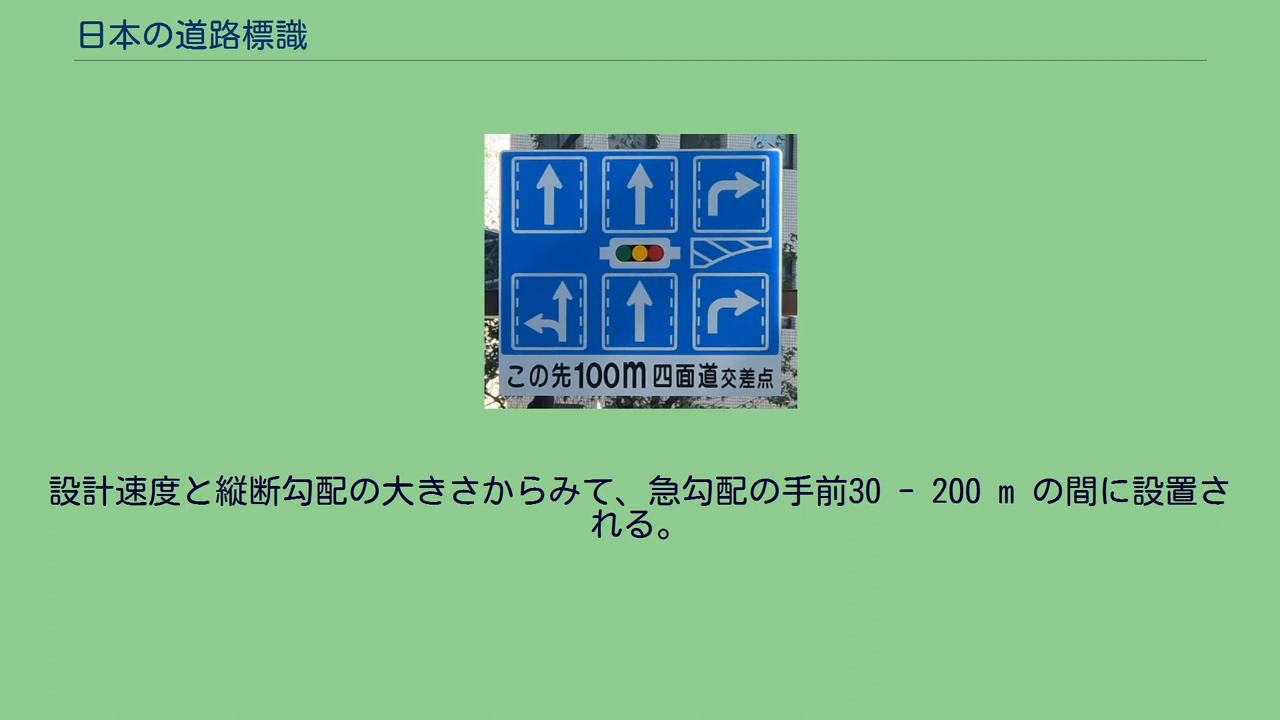 日本の道路標識
この先100m四面道交差点
設計速度と縦断勾配の大きさからみて、急勾配の手前30 - 200 m の間に設置さ
れる。